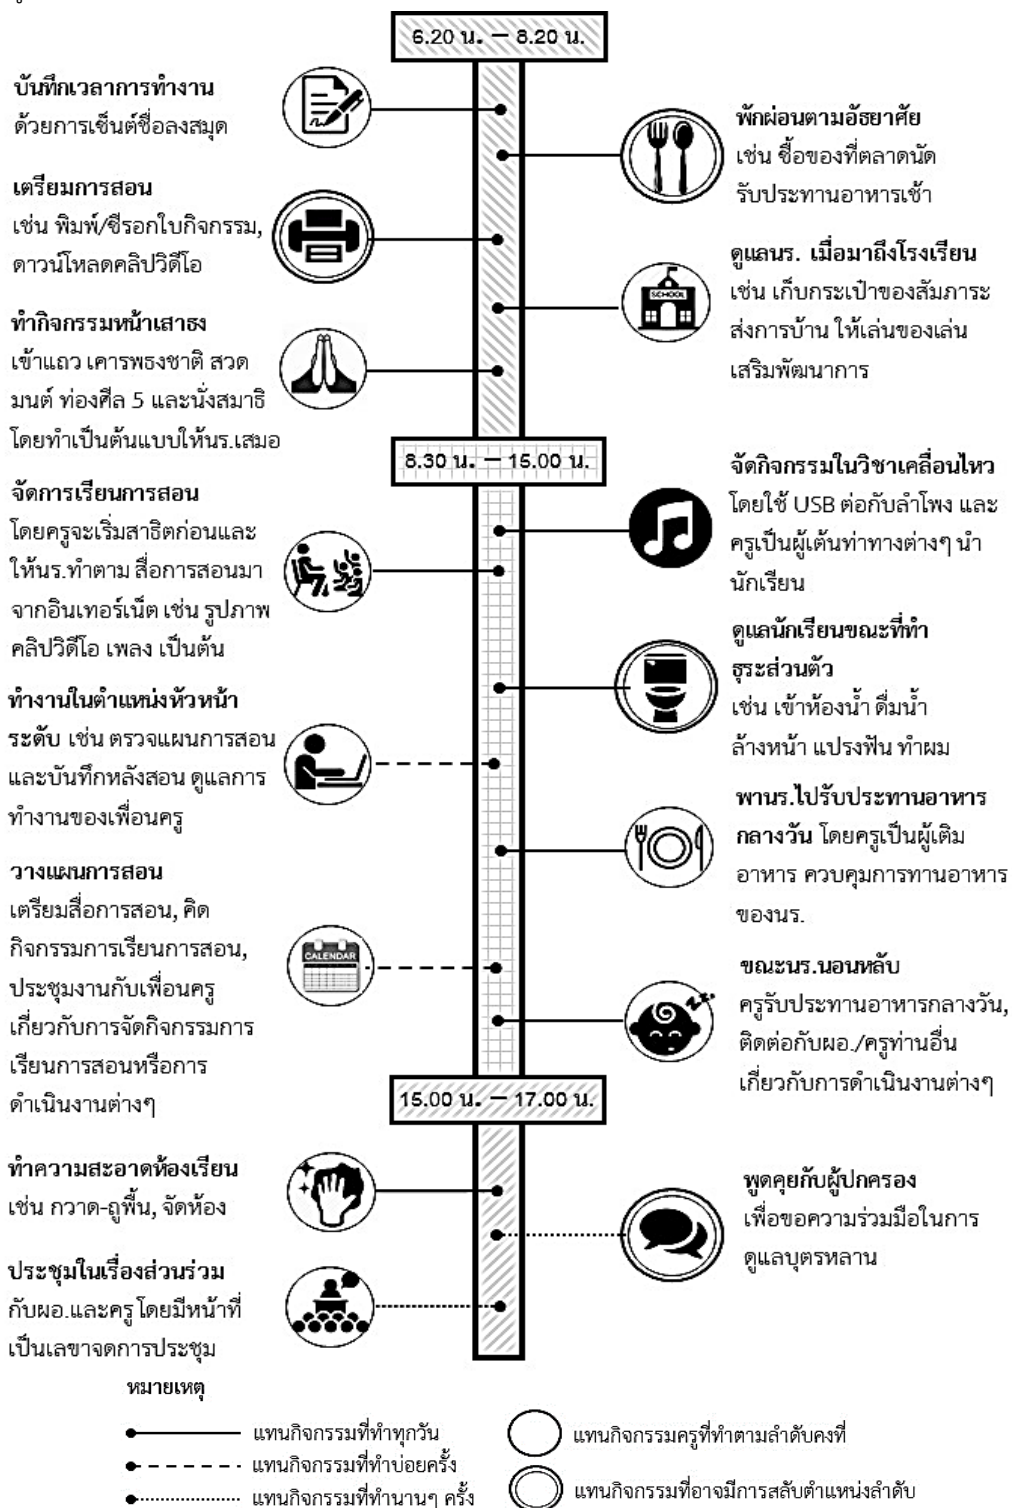 6.20 น. – 8.20 น.
บันทึกเวลาการทำงาน
ด้วยการเซ็นต์ชื่อลงสมุด
พักผ่อนตามอัธยาศัย
เช่น ซื้อของที่ตลาดนัด
รับประทานอาหารเช้า
เตรียมการสอน
เช่น พิมพ์/ซีรอกใบกิจกรรม,
ดาวน์โหลดคลิปวิดีโอ
ดูแลนร. เมื่อมาถึงโรงเรียน
เช่น เก็บกระเป๋าของสัมภาระ
ส่งการบ้าน ให้เล่นของเล่น
เสริมพัฒนาการ
SCHOOL
ทำกิจกรรมหน้าเสาธง
เข้าแถว เคารพธงชาติ สวด
มนต์ ท่องศีล 5 และนั่งสมาธิ
โดยทำเป็นต้นแบบให้นร.เสมอ
8.30 น. – 15.00 น.
จัดกิจกรรมในวิชาเคลื่อนไหว
โดยใช้ USB ต่อกับลำโพง และ
ครูเป็นผู้เต้นท่าทางต่างๆ นำ
นักเรียน
จัดการเรียนการสอน
โดยครูจะเริ่มสาธิตก่อนและ
ให้นร.ทำตาม สื่อการสอนมา
จากอินเทอร์เน็ต เช่น รูปภาพ
คลิปวิดีโอ เพลง เป็นต้น
ดูแลนักเรียนขณะที่ทำ
ธุระส่วนตัว
เช่น เข้าห้องน้ำ ดื่มน้ำ
ล้างหน้า แปรงฟัน ทำผม
ทำงานในตำแหน่งหัวหน้า
ระดับ เช่น ตรวจแผนการสอน
และบันทึกหลังสอน ดูแลการ
ทำงานของเพื่อนครู
พานร.ไปรับประทานอาหาร
กลางวัน โดยครูเป็นผู้เติม
อาหาร ควบคุมการทานอาหาร
ของนร.
วางแผนการสอน
เตรียมสื่อการสอน, คิด
กิจกรรมการเรียนการสอน,
ประชุมงานกับเพื่อนครู
เกี่ยวกับการจัดกิจกรรมการ
เรียนการสอนหรือการ
ดำเนินงานต่างๆ
CALENDAR
ขณะนร.นอนหลับ
ครูรับประทานอาหารกลางวัน,
ติดต่อกับผอ./ครูท่านอื่น
เกี่ยวกับการดำเนินงานต่างๆ
zzz
15.00 น. – 17.00 น.
ทำความสะอาดห้องเรียน
เช่น กวาด-ถูพื้น, จัดห้อง
พูดคุยกับผู้ปกครอง
เพื่อขอความร่วมมือในการ
ดูแลบุตรหลาน
ประชุมในเรื่องส่วนร่วม
กับผอ.และครู โดยมีหน้าที่
เป็นเลขาจดการประชุม
หมายเหตุ
แทนกิจกรรมที่ทำทุกวัน
แทนกิจกรรมที่ทำบ่อยครั้ง
แทนกิจกรรมที่ทำนานๆ ครั้ง
แทนกิจกรรมครูที่ทำตามลำดับคงที่
แทนกิจกรรมที่อาจมีการสลับตำแหน่งลำดับ